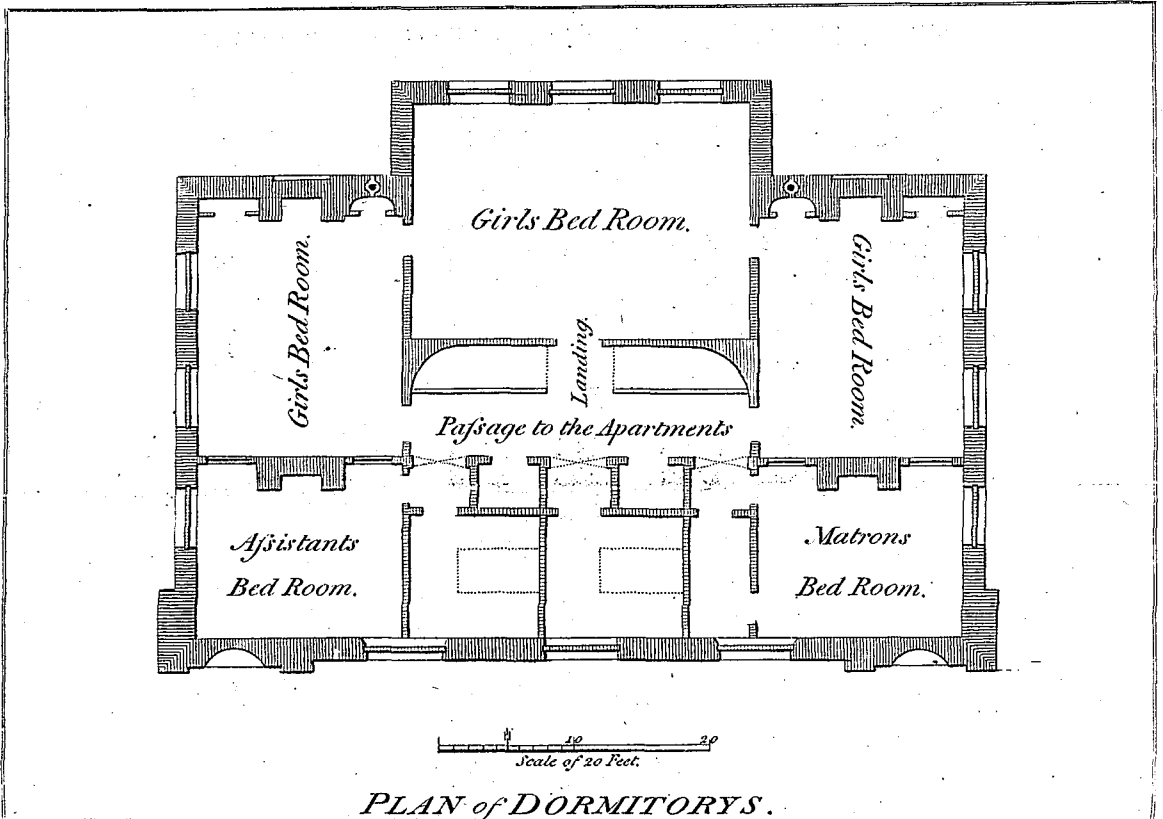 Girls Bed Room.
Girls Bed Room.
Girls Bed Room.
Landing.
Paſsage to the Apartments
Aſsistants
Bed Room.
Matrons
Bed Room.
10 20
Scale of 20 Feet.
PLAN of DORMITORYS.